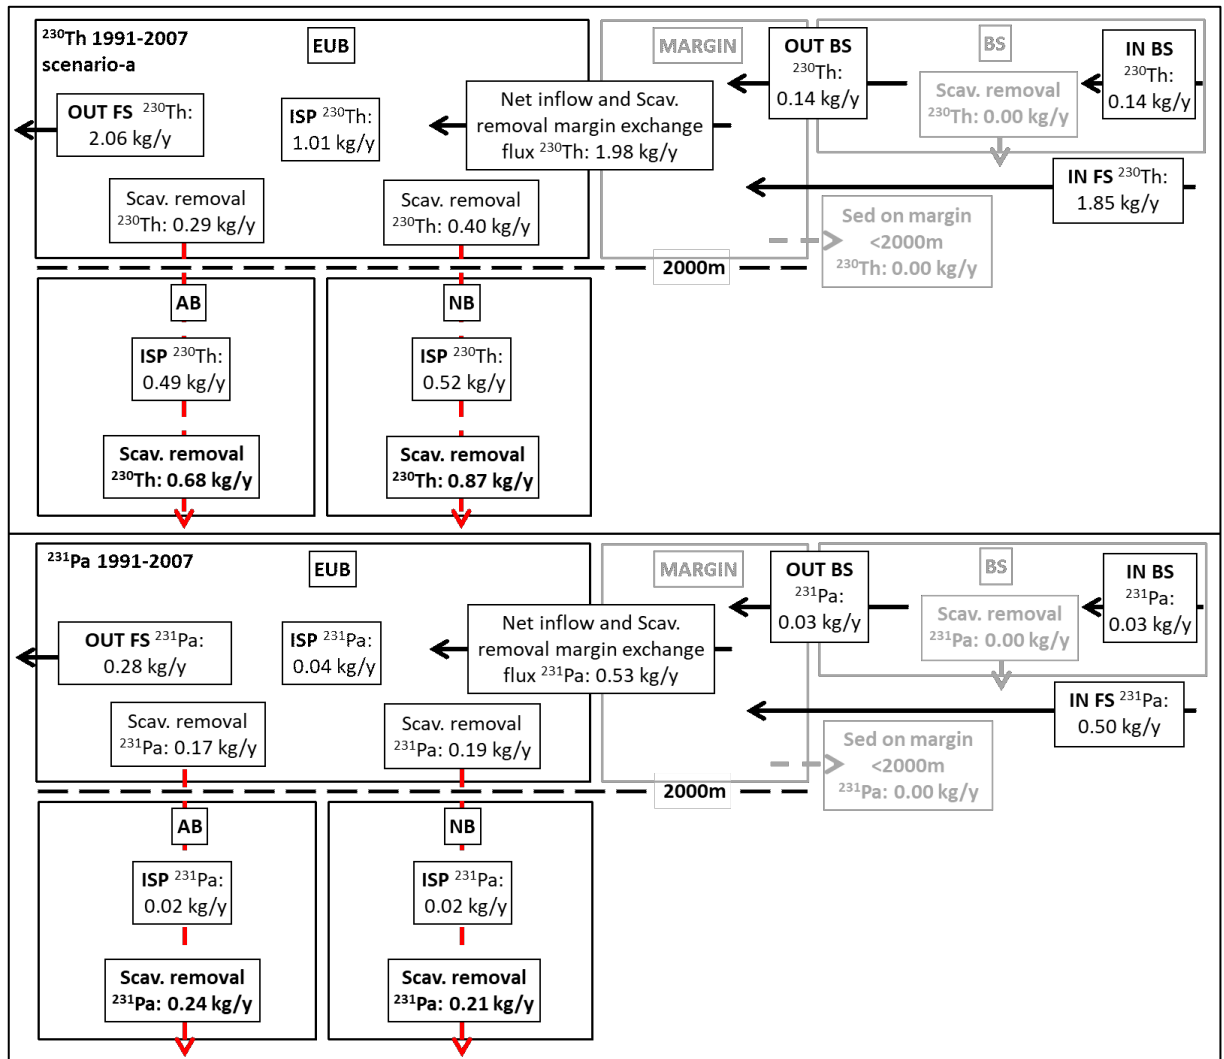 ²³⁰Th 1991-2007
scenario-a
EUB
MARGIN
OUT BS
²³⁰Th:
0.14 kg/y
BS
IN BS
²³⁰Th:
0.14 kg/y
Scav. removal
²³⁰Th: 0.00 kg/y
OUT FS ²³⁰Th:
2.06 kg/y
ISP ²³⁰Th:
1.01 kg/y
Net inflow and Scav.
removal margin exchange
flux ²³⁰Th: 1.98 kg/y
IN FS ²³⁰Th:
1.85 kg/y
Scav. removal
²³⁰Th: 0.29 kg/y
Scav. removal
²³⁰Th: 0.40 kg/y
Sed on margin
<2000m
²³⁰Th: 0.00 kg/y
2000m
AB
NB
ISP ²³⁰Th:
0.49 kg/y
ISP ²³⁰Th:
0.52 kg/y
Scav. removal
²³⁰Th: 0.68 kg/y
Scav. removal
²³⁰Th: 0.87 kg/y
²³¹Pa 1991-2007
EUB
MARGIN
OUT BS
²³¹Pa:
0.03 kg/y
BS
IN BS
²³¹Pa:
0.03 kg/y
Scav. removal
²³¹Pa: 0.00 kg/y
OUT FS ²³¹Pa:
0.28 kg/y
ISP ²³¹Pa:
0.04 kg/y
Net inflow and Scav.
removal margin exchange
flux ²³¹Pa: 0.53 kg/y
IN FS ²³¹Pa:
0.50 kg/y
Scav. removal
²³¹Pa: 0.17 kg/y
Scav. removal
²³¹Pa: 0.19 kg/y
Sed on margin
<2000m
²³¹Pa: 0.00 kg/y
2000m
AB
NB
ISP ²³¹Pa:
0.02 kg/y
ISP ²³¹Pa:
0.02 kg/y
Scav. removal
²³¹Pa: 0.24 kg/y
Scav. removal
²³¹Pa: 0.21 kg/y